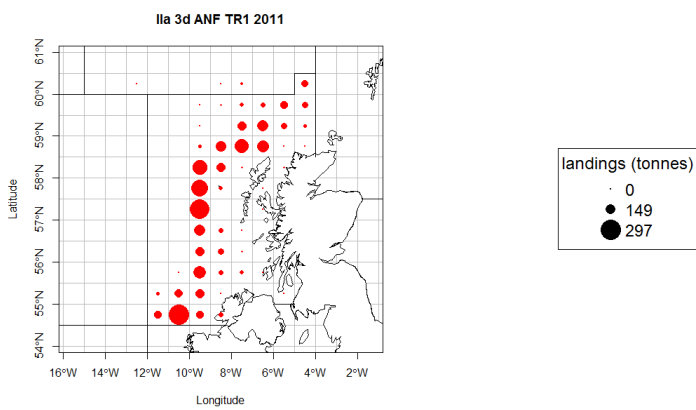 IIa 3d ANF TR1 2011
61°N
60°N
59°N
58°N
57°N
56°N
55°N
54°N
Latitude
16°W 14°W 12°W 10°W 8°W 6°W 4°W 2°W
Longitude
landings (tonnes)
0
149
297